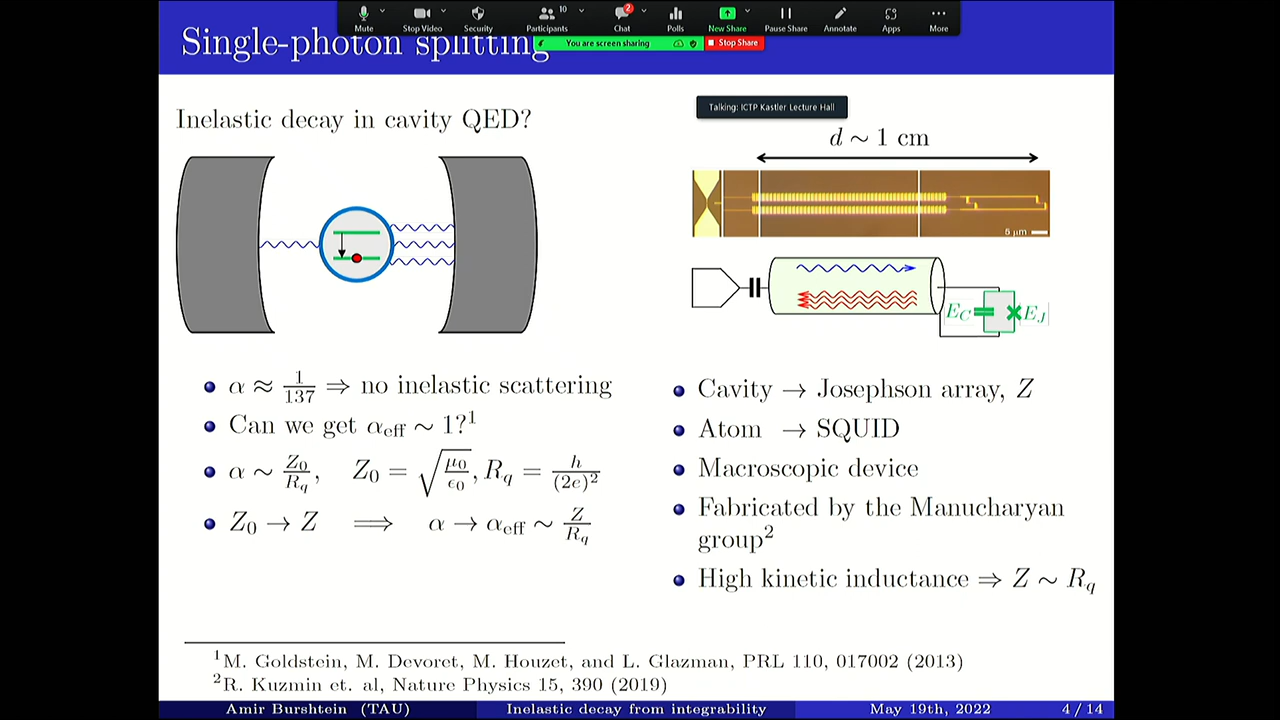 Mute
Stop Video
Security
10
Participants
2
Chat
Polls
New Share
Pause Share
Annotate
Apps
More
You are screen sharing
Stop Share
Single-photon splitting
Talking: ICTP Kastler Lecture Hall
Inelastic decay in cavity QED?
d ∼ 1 cm
5 μm
E_C
E_J
α ≈ 1/137 ⇒ no inelastic scattering
Can we get α_eff ∼ 1?¹
α ∼ Z₀/R_q, Z₀ = √(μ₀/ϵ₀), R_q = h/(2e)²
Z₀ → Z ⟹ α → α_eff ∼ Z/R_q
Cavity → Josephson array, Z
Atom → SQUID
Macroscopic device
Fabricated by the Manucharyan
group²
High kinetic inductance ⇒ Z ∼ R_q
¹M. Goldstein, M. Devoret, M. Houzet, and L. Glazman, PRL 110, 017002 (2013)
²R. Kuzmin et. al, Nature Physics 15, 390 (2019)
Amir Burshtein (TAU) Inelastic decay from integrability May 19th, 2022 4 / 14